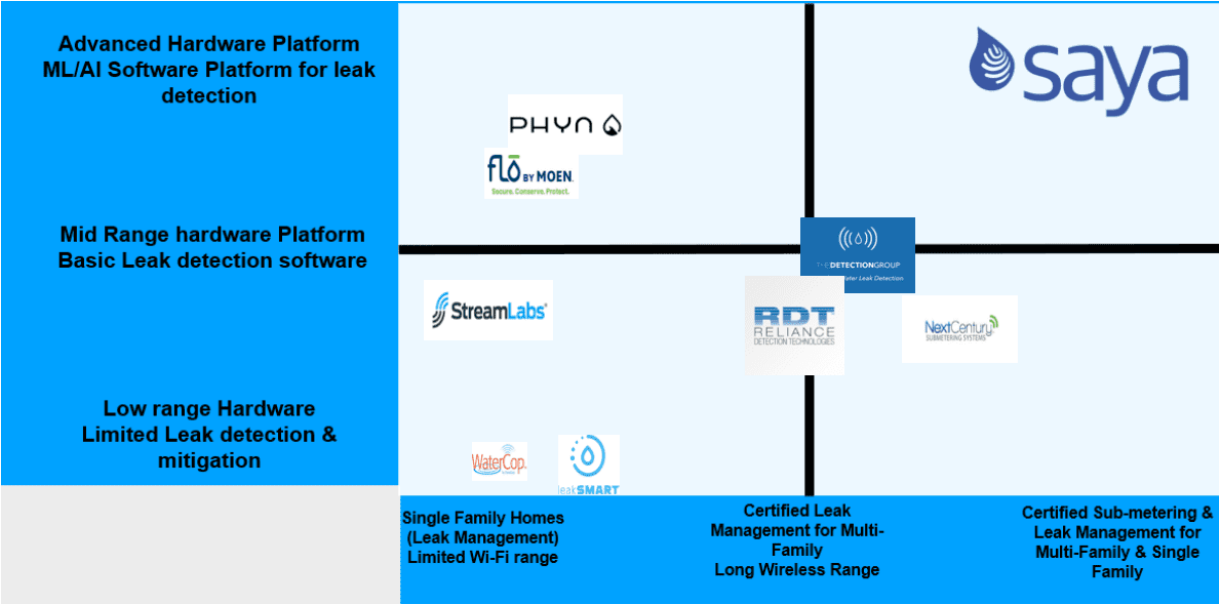 Advanced Hardware Platform
ML/AI Software Platform for leak
detection
saya
PHYN
flō BY MOEN
Secure. Conserve. Protect.
Mid Range hardware Platform
Basic Leak detection software
THE DETECTIONGROUP
Water Leak Detection
StreamLabs®
RDT
RELIANCE
DETECTION TECHNOLOGIES
NextCentury
SUBMETERING SYSTEMS
Low range Hardware
Limited Leak detection &
mitigation
WaterCop
leakSMART
Single Family Homes
(Leak Management)
Limited Wi-Fi range
Certified Leak
Management for Multi-
Family
Long Wireless Range
Certified Sub-metering &
Leak Management for
Multi-Family & Single
Family